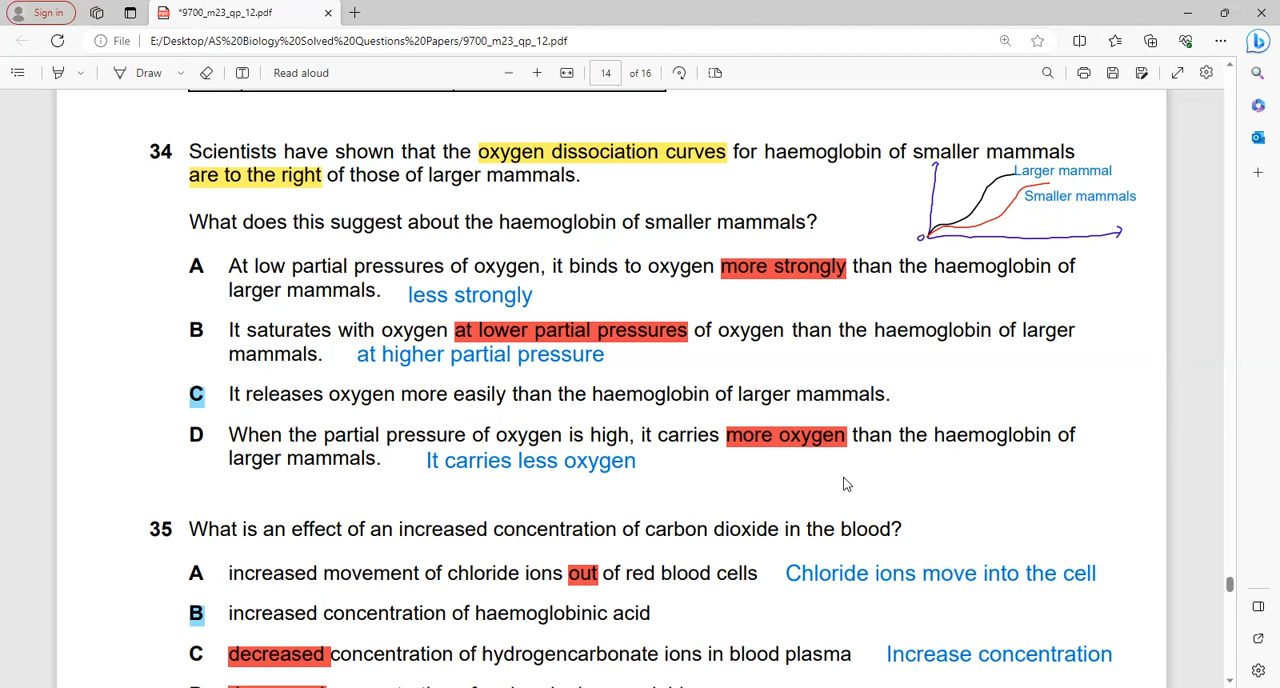 Sign in
*9700_m23_qp_12.pdf
File
E:/Desktop/AS%20Biology%20Solved%20Questions%20Papers/9700_m23_qp_12.pdf
Draw
Read aloud
14 of 16
34 Scientists have shown that the oxygen dissociation curves for haemoglobin of smaller mammals
are to the right of those of larger mammals.
Larger mammal
Smaller mammals
0
What does this suggest about the haemoglobin of smaller mammals?
A At low partial pressures of oxygen, it binds to oxygen more strongly than the haemoglobin of
larger mammals. less strongly
B It saturates with oxygen at lower partial pressures of oxygen than the haemoglobin of larger
mammals. at higher partial pressure
C It releases oxygen more easily than the haemoglobin of larger mammals.
D When the partial pressure of oxygen is high, it carries more oxygen than the haemoglobin of
larger mammals. It carries less oxygen
35 What is an effect of an increased concentration of carbon dioxide in the blood?
A increased movement of chloride ions out of red blood cells Chloride ions move into the cell
B increased concentration of haemoglobinic acid
C decreased concentration of hydrogencarbonate ions in blood plasma Increase concentration